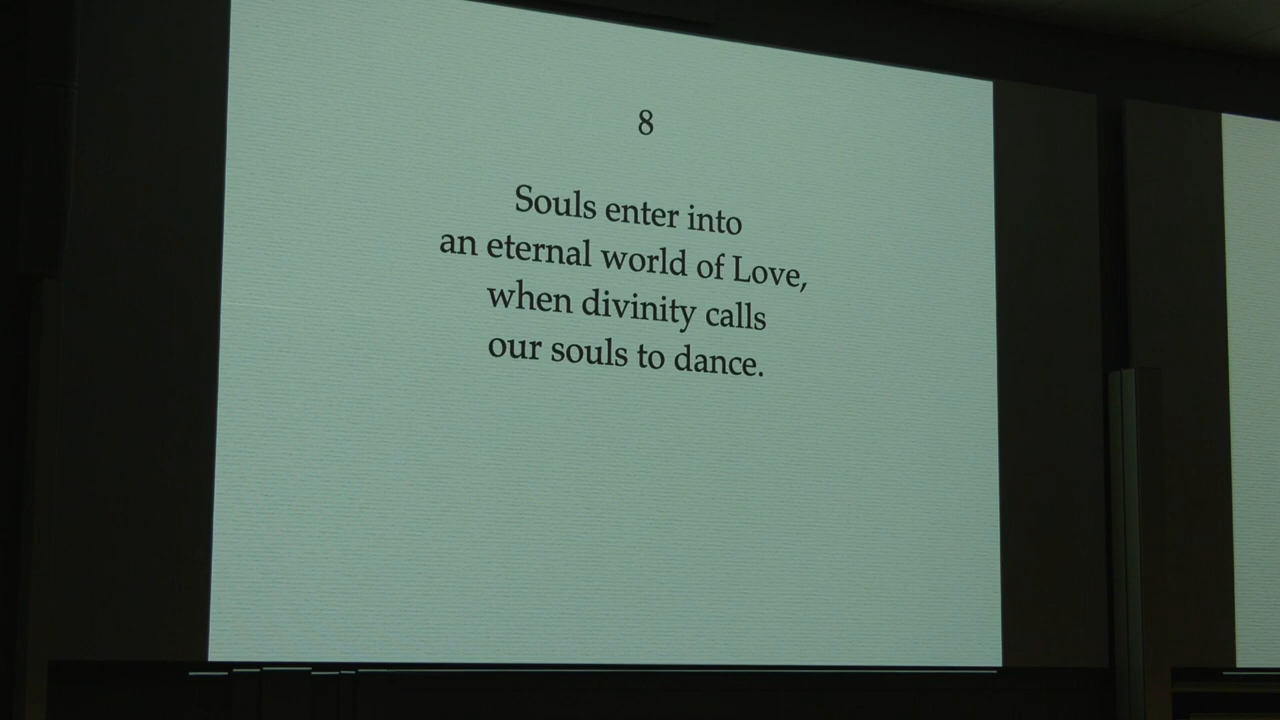 8
Souls enter into
an eternal world of Love,
when divinity calls
our souls to dance.